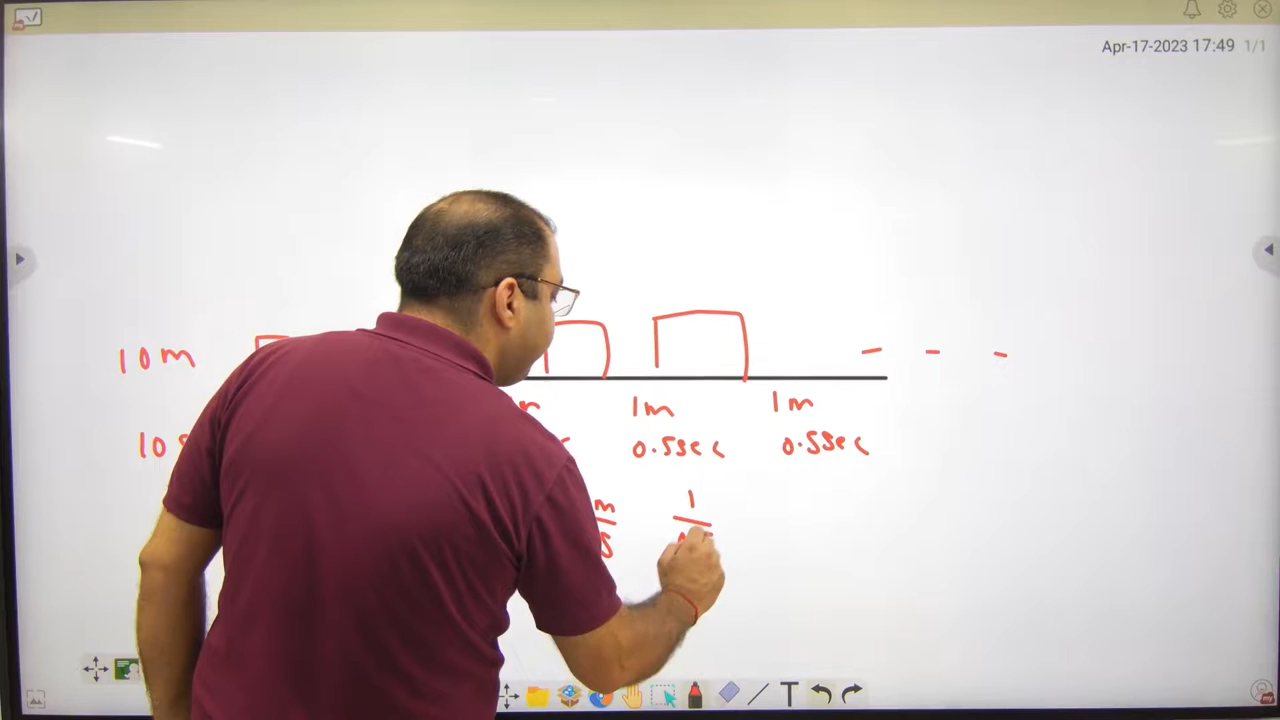 Apr-17-2023 17:49 1/1
10m 1m 1m
10 0.5sec 0.5sec
m 1
s
T